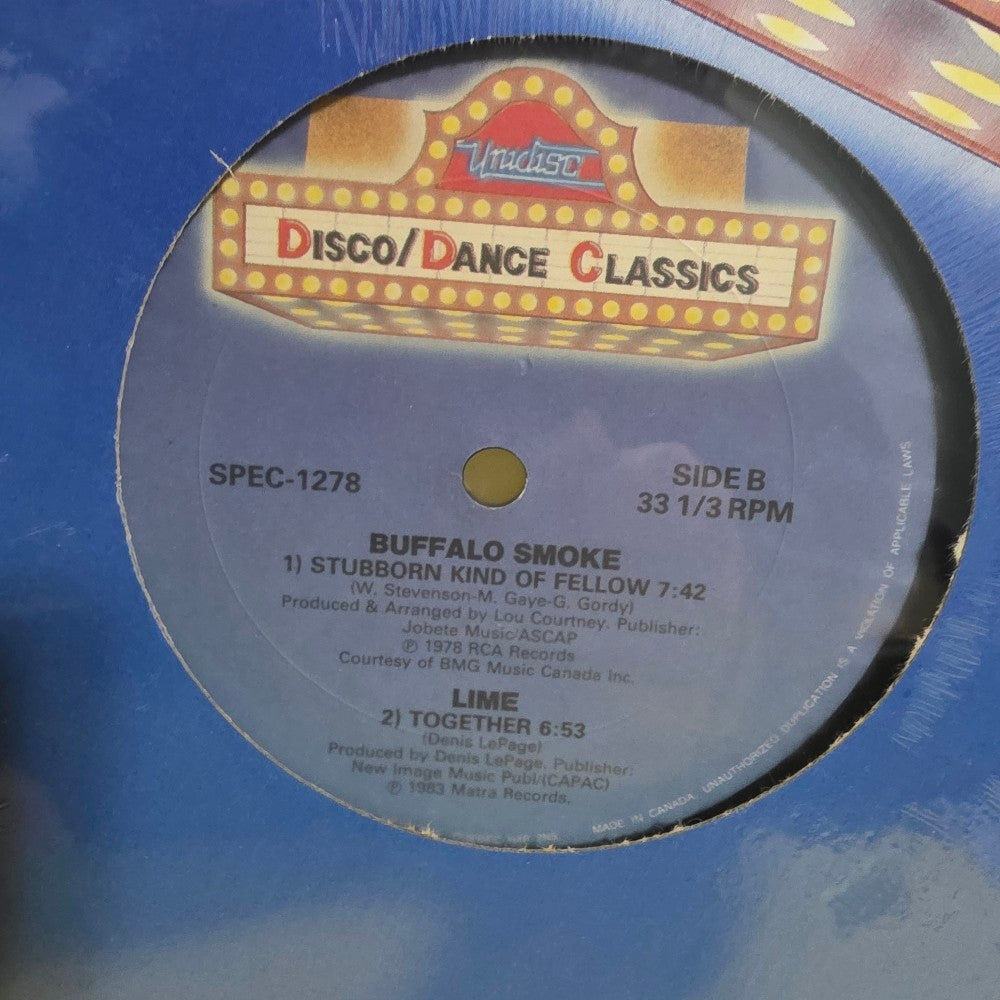 Unidisc
DISCO/DANCE CLASSICS
SPEC-1278
SIDE B
33 1/3 RPM
BUFFALO SMOKE
1) STUBBORN KIND OF FELLOW 7:42
(W. Stevenson-M. Gaye-G. Gordy)
Produced & Arranged by Lou Courtney. Publisher:
Jobete Music/ASCAP
℗ 1978 RCA Records
Courtesy of BMG Music Canada Inc.
LIME
2) TOGETHER 6:53
(Denis LePage)
Produced by Denis LePage. Publisher:
New Image Music Publ/(CAPAC)
℗ 1983 Matra Records.
MADE IN CANADA. UNAUTHORIZED DUPLICATION IS A VIOLATION OF APPLICABLE LAWS